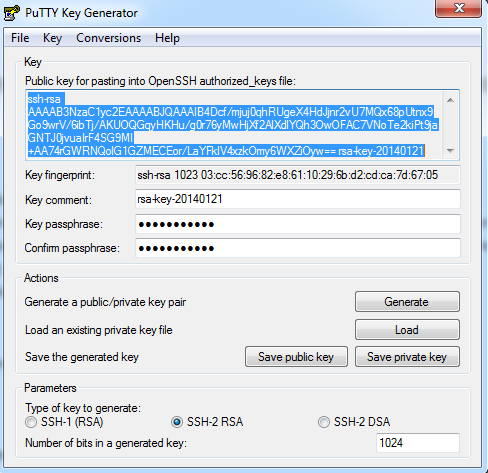 PuTTY Key Generator
File Key Conversions Help
Key
Public key for pasting into OpenSSH authorized_keys file:
ssh-rsa
AAAAB3NzaC1yc2EAAAABJQAAAIB4Dcf/mjuj0qhRUgeX4HdJjnr2vU7MQx68pUtnx9
Go9wrV/6ibTj/AKUOQGqyHKHu/g0r76yMwHjXf2AIXdlYQh3OwOFAC7VNoTe2kiPt9ja
GNTJ0jvuaIrF4SG9MI
+AA74rGWRNQolG1GZMECEor/LaYFkIV4xzkOmy6WXZiOyw== rsa-key-20140121
Key fingerprint: ssh-rsa 1023 03:cc:56:96:82:e8:61:10:29:6b:d2:cd:ca:7d:67:05
Key comment: rsa-key-20140121
Key passphrase: ●●●●●●●●●●●
Confirm passphrase: ●●●●●●●●●●●
Actions
Generate a public/private key pair Generate
Load an existing private key file Load
Save the generated key Save public key Save private key
Parameters
Type of key to generate:
SSH-1 (RSA) SSH-2 RSA SSH-2 DSA
Number of bits in a generated key: 1024